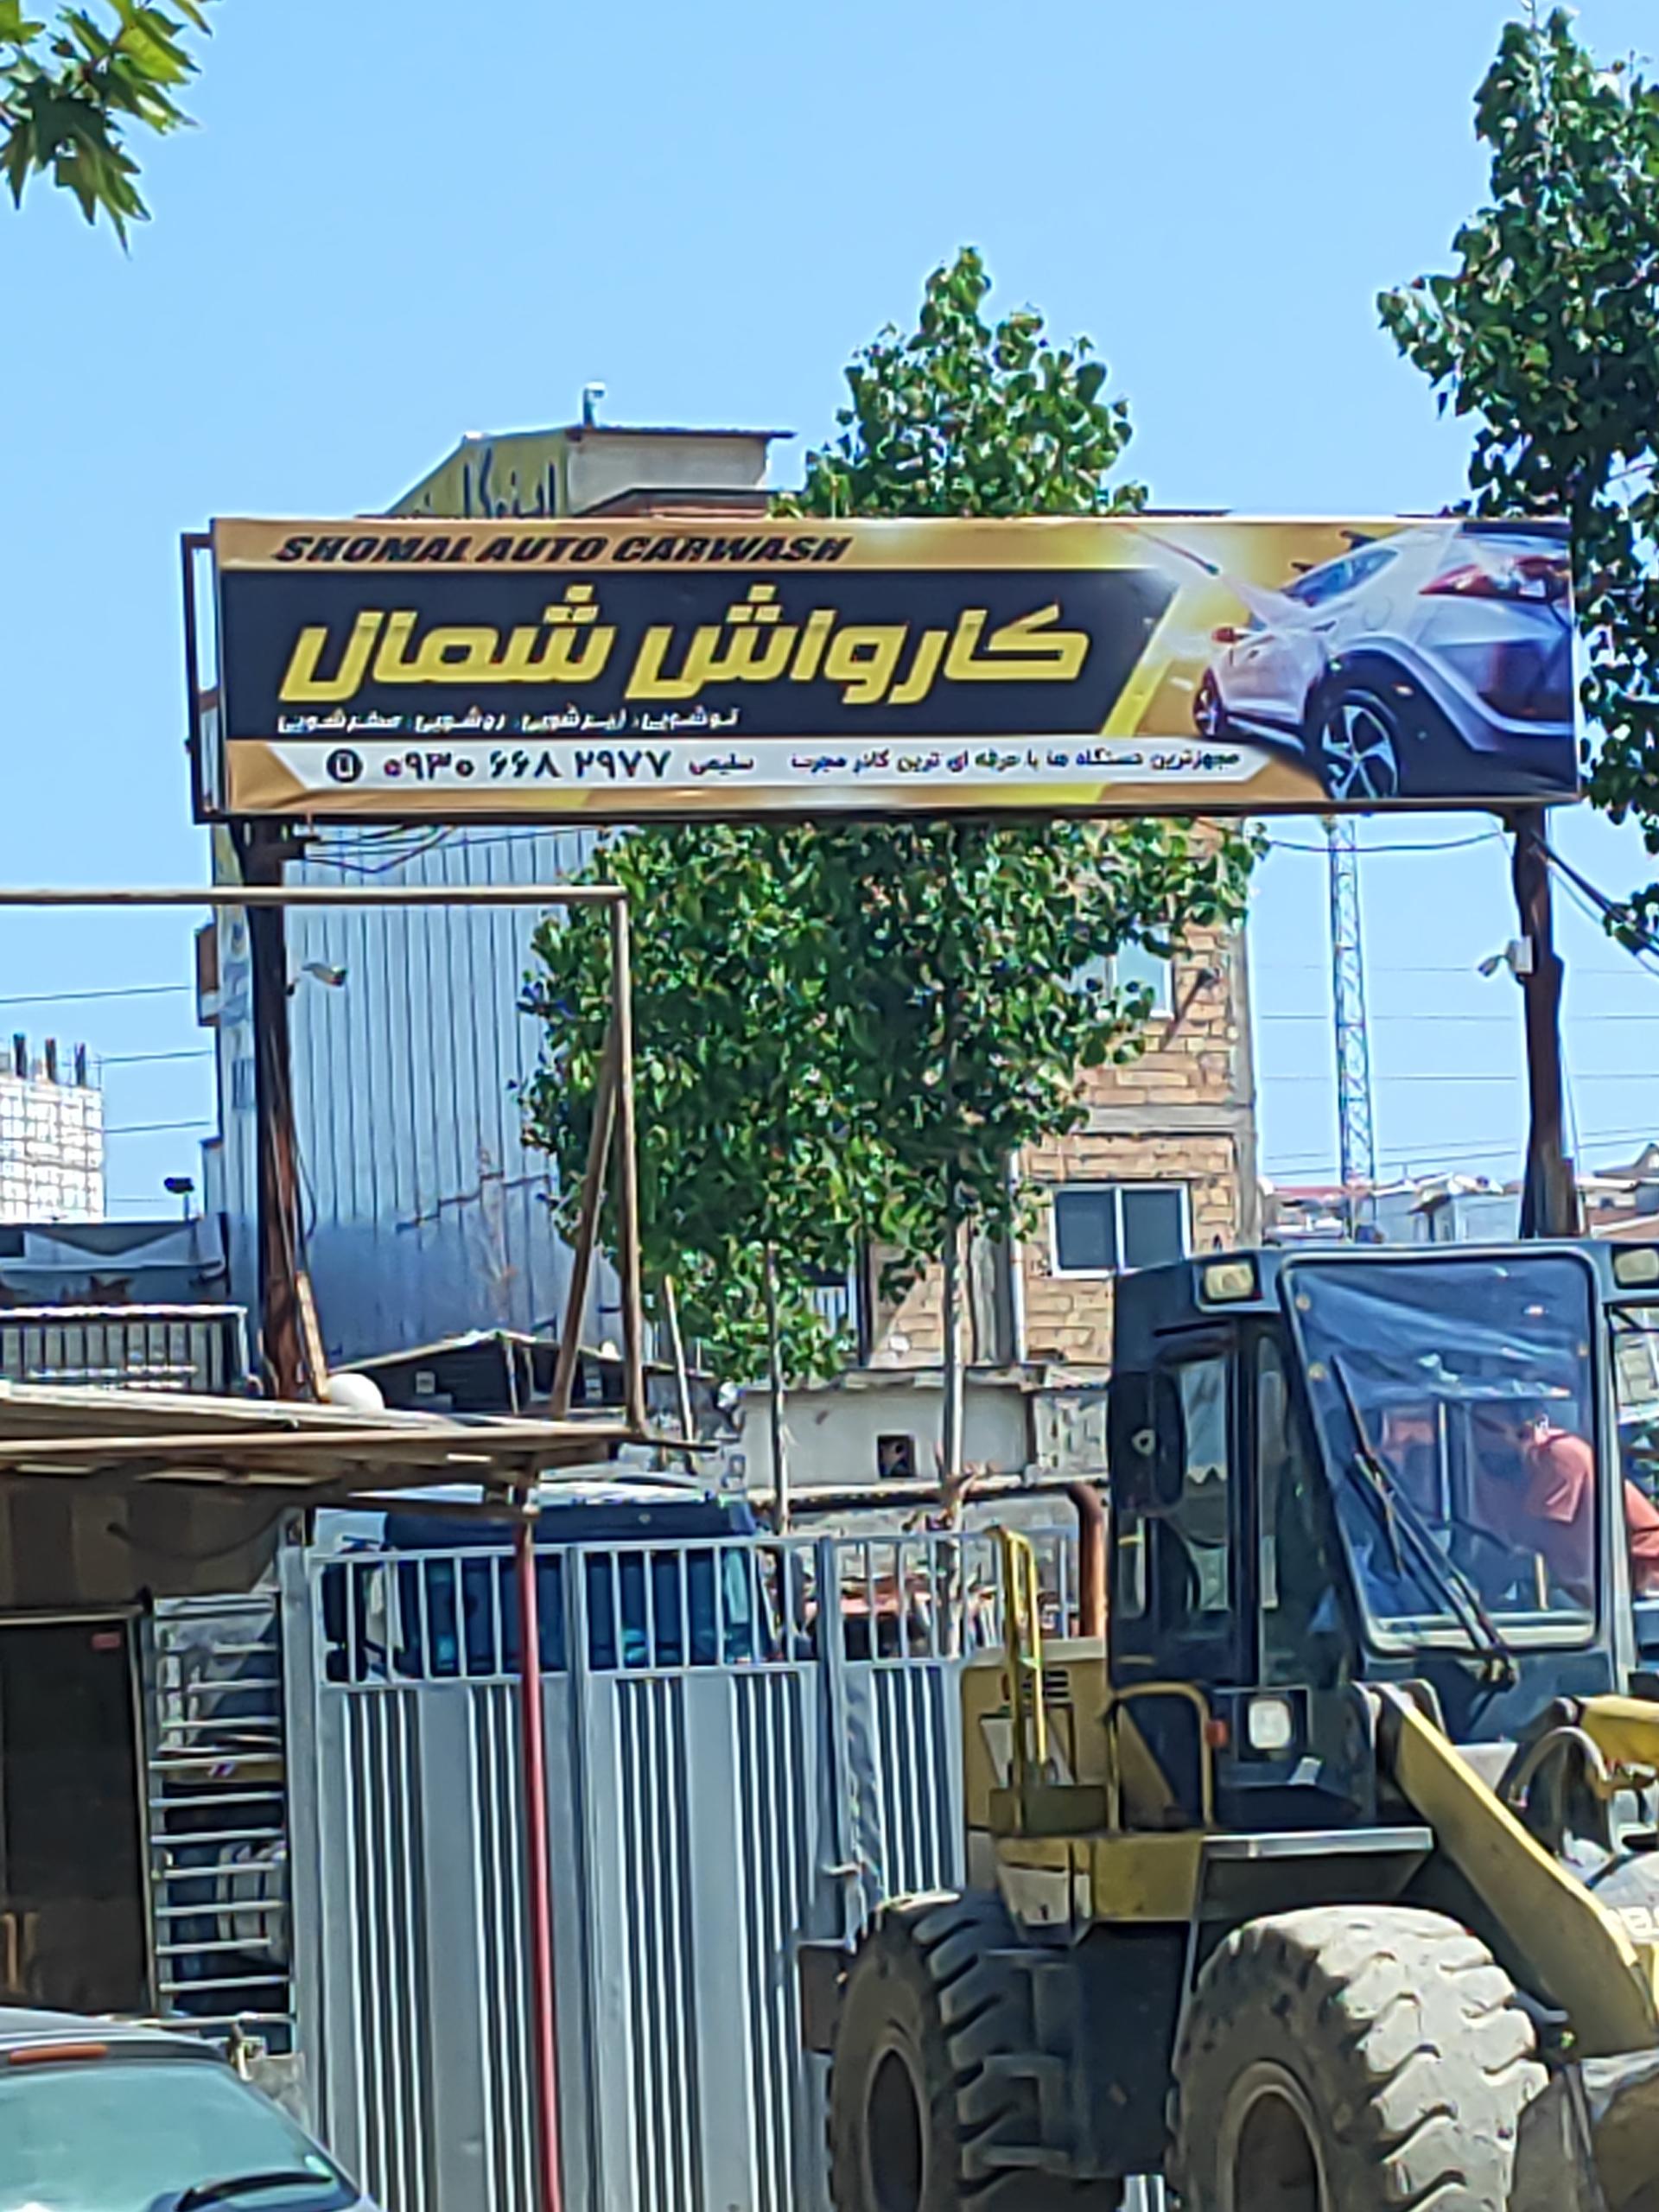 SHOMAL AUTO CARWASH
کارواش شمال
توشویی، زیرشویی، روشویی، صفرشویی
مجهزترین دستگاه ها با حرفه ای ترین کادر مجرب
سلیمی ۰۹۳۰ ۶۶۸ ۲۹۷۷